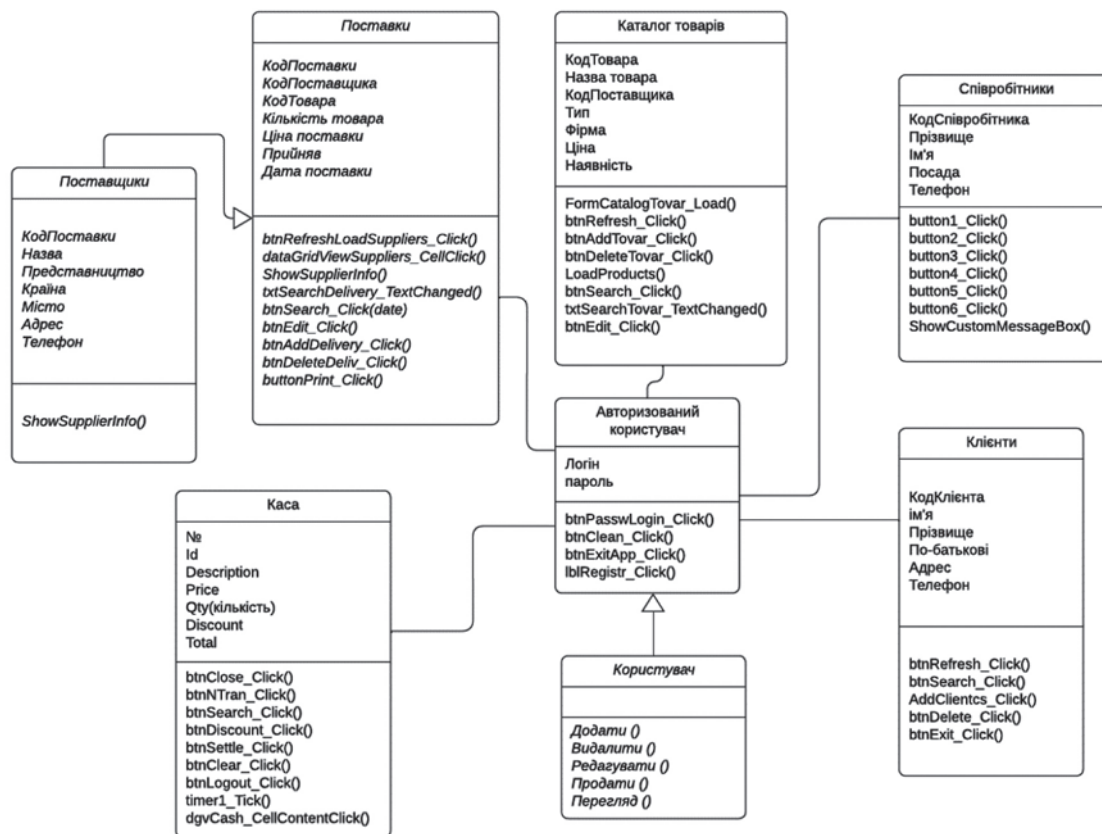 Поставки
КодПоставки
КодПоставщика
КодТовара
Кількість товара
Ціна поставки
Прийняв
Дата поставки
btnRefreshLoadSuppliers_Click()
dataGridViewSuppliers_CellClick()
ShowSupplierInfo()
txtSearchDelivery_TextChanged()
btnSearch_Click(date)
btnEdit_Click()
btnAddDelivery_Click()
btnDeleteDeliv_Click()
buttonPrint_Click()
Каталог товарів
КодТовара
Назва товара
КодПоставщика
Тип
Фірма
Ціна
Наявність
FormCatalogTovar_Load()
btnRefresh_Click()
btnAddTovar_Click()
btnDeleteTovar_Click()
LoadProducts()
btnSearch_Click()
txtSearchTovar_TextChanged()
btnEdit_Click()
Співробітники
КодСпівробітника
Прізвище
Ім'я
Посада
Телефон
button1_Click()
button2_Click()
button3_Click()
button4_Click()
button5_Click()
button6_Click()
ShowCustomMessageBox()
Поставщики
КодПоставки
Назва
Представництво
Країна
Місто
Адрес
Телефон
ShowSupplierInfo()
Авторизований
користувач
Логін
пароль
btnPasswLogin_Click()
btnClean_Click()
btnExitApp_Click()
lblRegistr_Click()
Клієнти
КодКлієнта
ім'я
Прізвище
По-батькові
Адрес
Телефон
btnRefresh_Click()
btnSearch_Click()
AddClientcs_Click()
btnDelete_Click()
btnExit_Click()
Каса
№
Id
Description
Price
Qty(кількість)
Discount
Total
btnClose_Click()
btnNTran_Click()
btnSearch_Click()
btnDiscount_Click()
btnSettle_Click()
btnClear_Click()
btnLogout_Click()
timer1_Tick()
dgvCash_CellContentClick()
Користувач
Додати ()
Видалити ()
Редагувати ()
Продати ()
Перегляд ()